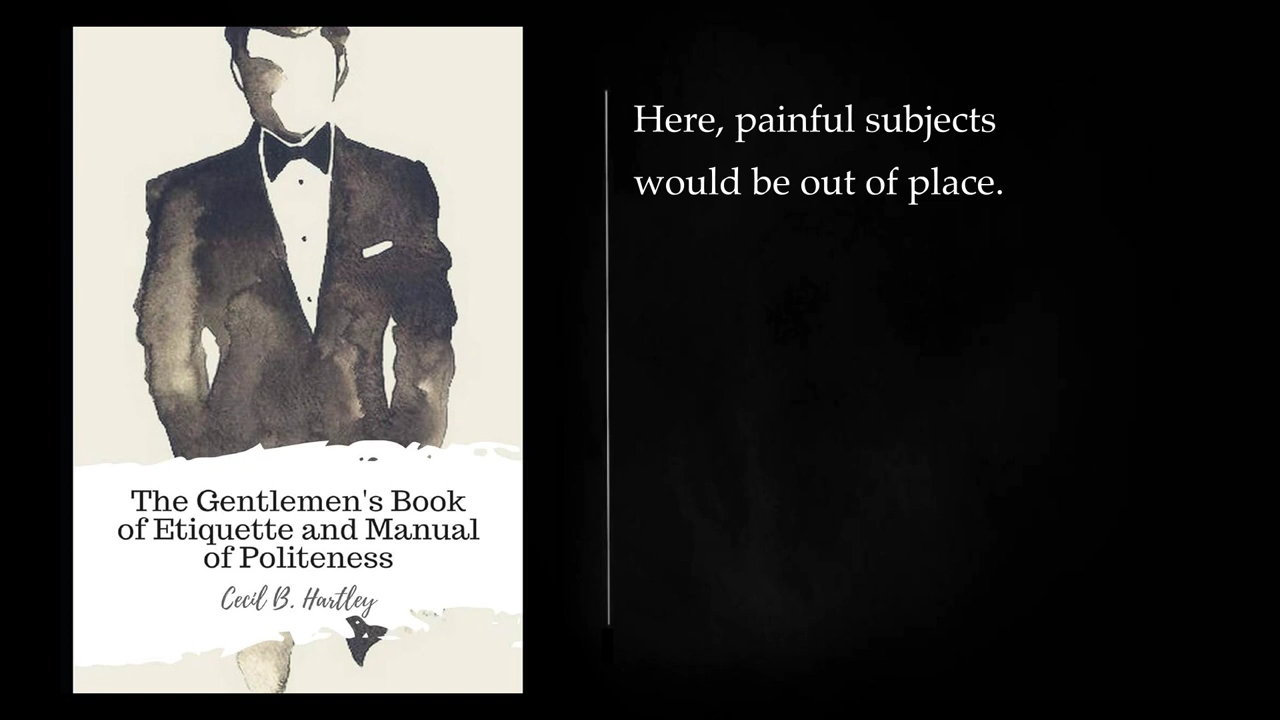 The Gentlemen's Book
of Etiquette and Manual
of Politeness
Cecil B. Hartley
Here, painful subjects
would be out of place.